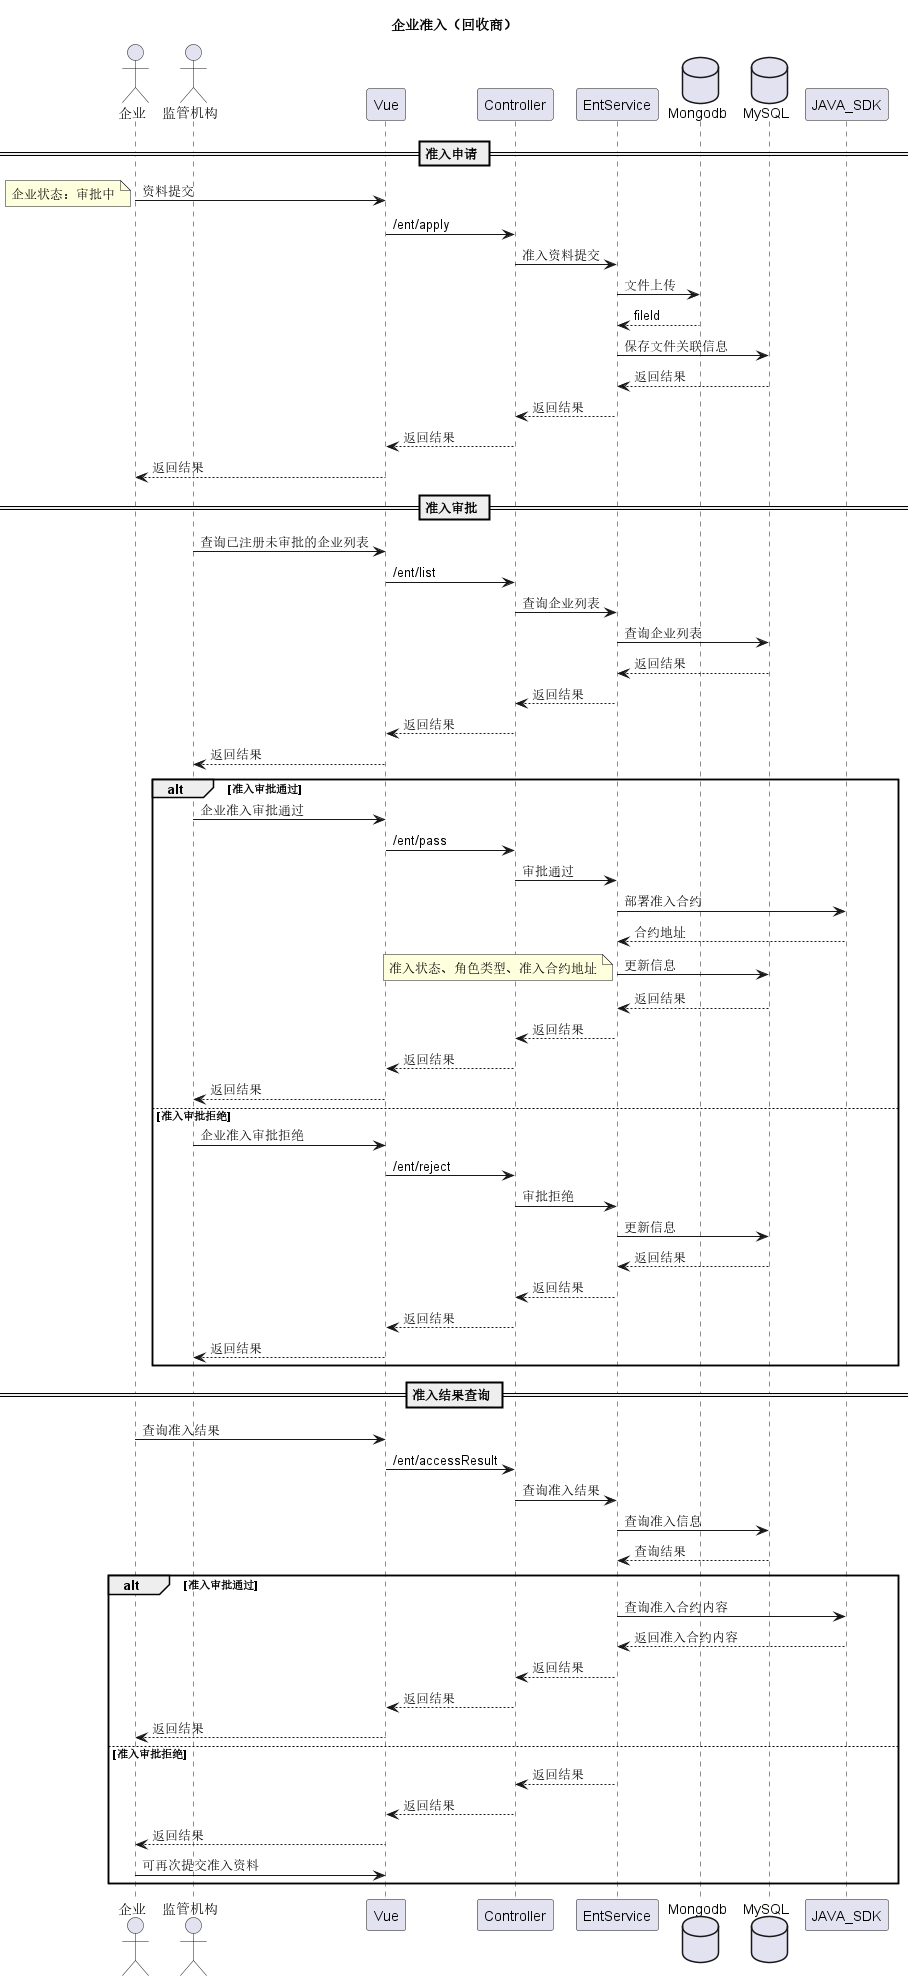 企业准入（回收商）
企业
监管机构
Vue
Controller
EntService
Mongodb
MySQL
JAVA_SDK
准入申请
企业状态：审批中
资料提交
/ent/apply
准入资料提交
文件上传
fileId
保存文件关联信息
返回结果
返回结果
返回结果
返回结果
准入审批
查询已注册未审批的企业列表
/ent/list
查询企业列表
查询企业列表
返回结果
返回结果
返回结果
返回结果
alt
[准入审批通过]
企业准入审批通过
/ent/pass
审批通过
部署准入合约
合约地址
准入状态、角色类型、准入合约地址
更新信息
返回结果
返回结果
返回结果
返回结果
[准入审批拒绝]
企业准入审批拒绝
/ent/reject
审批拒绝
更新信息
返回结果
返回结果
返回结果
返回结果
准入结果查询
查询准入结果
/ent/accessResult
查询准入结果
查询准入信息
查询结果
alt
[准入审批通过]
查询准入合约内容
返回准入合约内容
返回结果
返回结果
返回结果
[准入审批拒绝]
返回结果
返回结果
返回结果
可再次提交准入资料
企业
监管机构
Vue
Controller
EntService
Mongodb
MySQL
JAVA_SDK